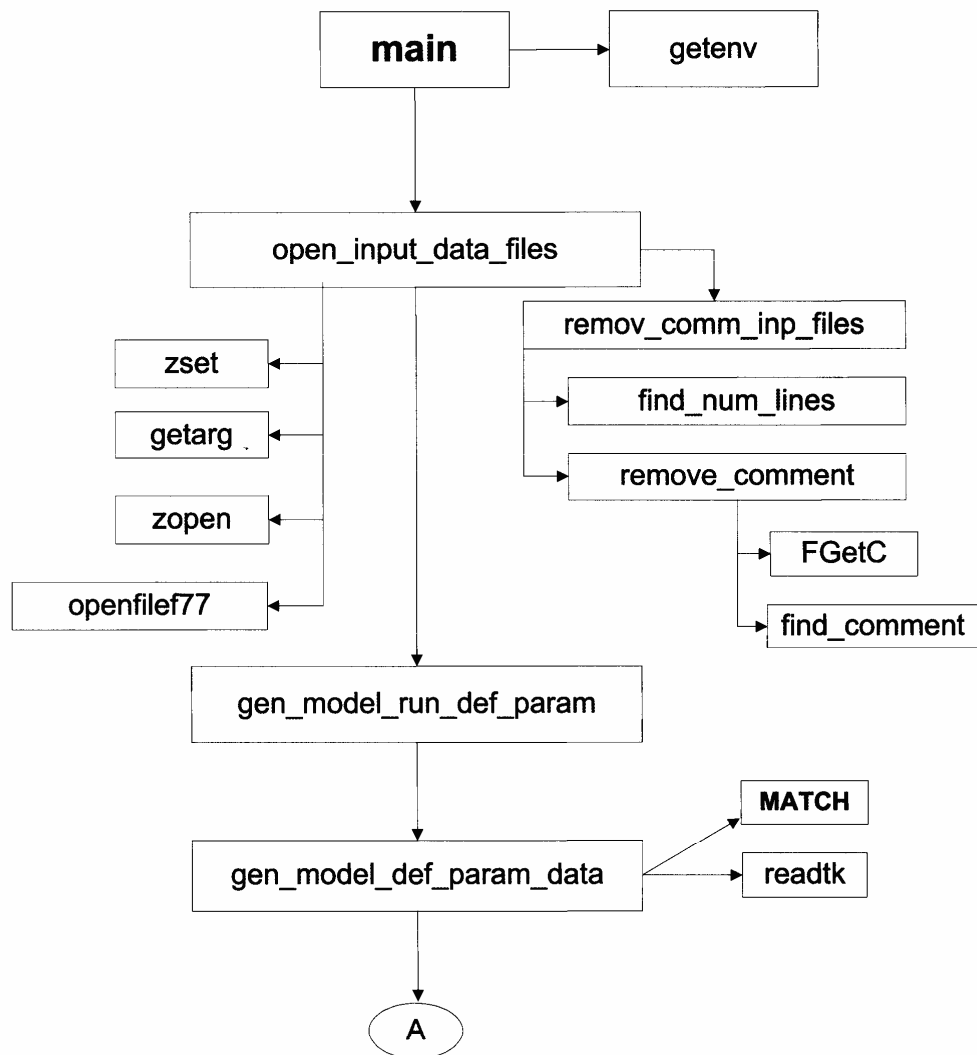 main
getenv
open_input_data_files
remov_comm_inp_files
zset
find_num_lines
getarg
remove_comment
zopen
FGetC
openfilef77
find_comment
gen_model_run_def_param
MATCH
gen_model_def_param_data
readtk
A